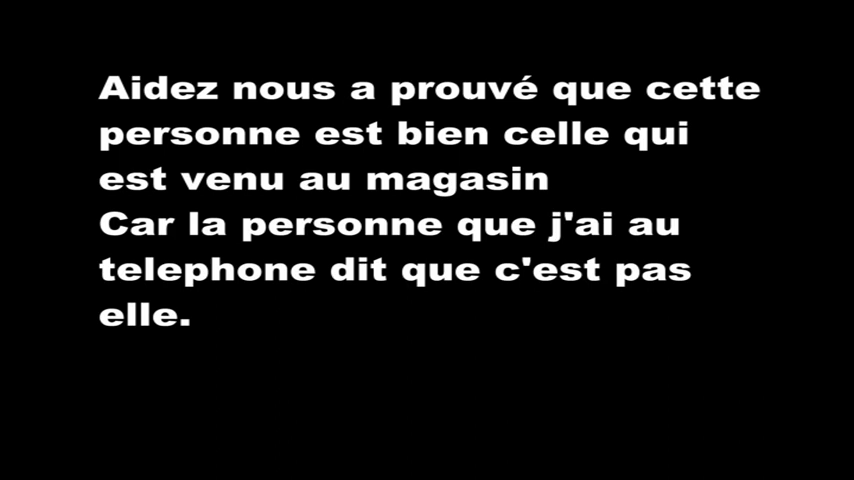 Aidez nous a prouvé que cette
personne est bien celle qui
est venu au magasin
Car la personne que j'ai au
telephone dit que c'est pas
elle.